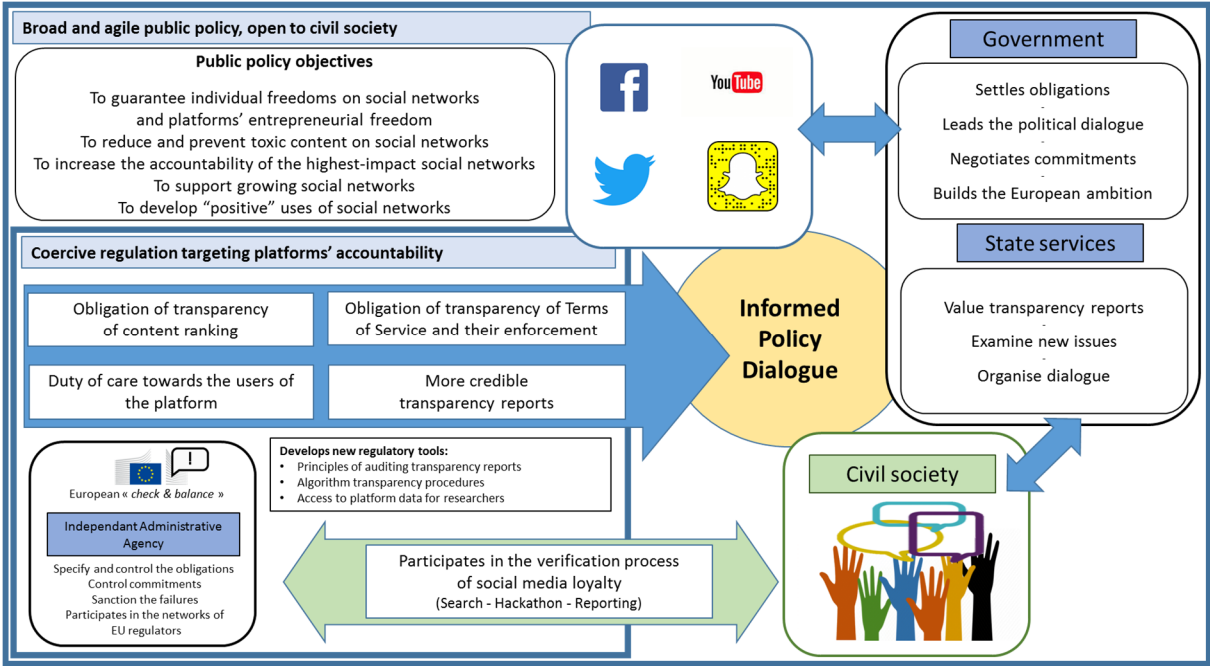 Broad and agile public policy, open to civil society
Public policy objectives
To guarantee individual freedoms on social networks
and platforms’ entrepreneurial freedom
To reduce and prevent toxic content on social networks
To increase the accountability of the highest-impact social networks
To support growing social networks
To develop “positive” uses of social networks
f
YouTube
Government
Settles obligations
-
Leads the political dialogue
-
Negotiates commitments
-
Builds the European ambition
State services
Value transparency reports
-
Examine new issues
-
Organise dialogue
Coercive regulation targeting platforms’ accountability
Obligation of transparency
of content ranking
Obligation of transparency of Terms
of Service and their enforcement
Duty of care towards the users of
the platform
More credible
transparency reports
Informed
Policy
Dialogue
!
European « check & balance »
Independant Administrative
Agency
Specify and control the obligations
Control commitments
Sanction the failures
Participates in the networks of
EU regulators
Develops new regulatory tools:
• Principles of auditing transparency reports
• Algorithm transparency procedures
• Access to platform data for researchers
Participates in the verification process
of social media loyalty
(Search - Hackathon - Reporting)
Civil society